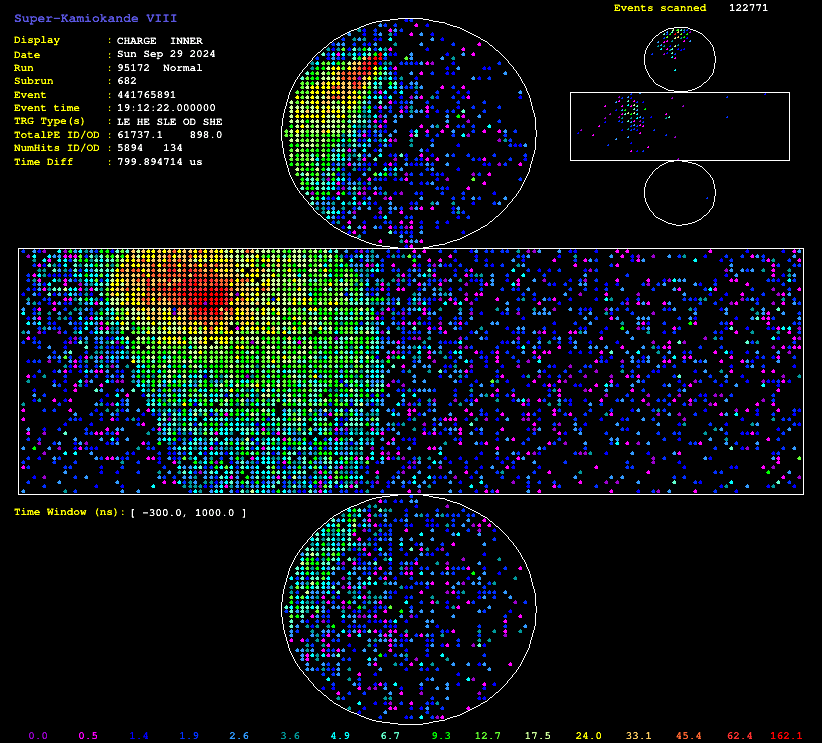 Super-Kamiokande VIII
Events scanned 122771
Display : CHARGE INNER
Date : Sun Sep 29 2024
Run : 95172 Normal
Subrun : 682
Event : 441765891
Event time : 19:12:22.000000
TRG Type(s) : LE HE SLE OD SHE
TotalPE ID/OD : 61737.1 898.0
NumHits ID/OD : 5894 134
Time Diff : 799.894714 us
Time Window (ns): [ -300.0, 1000.0 ]
0.0 0.5 1.4 1.9 2.6 3.6 4.9 6.7 9.3 12.7 17.5 24.0 33.1 45.4 62.4 162.1